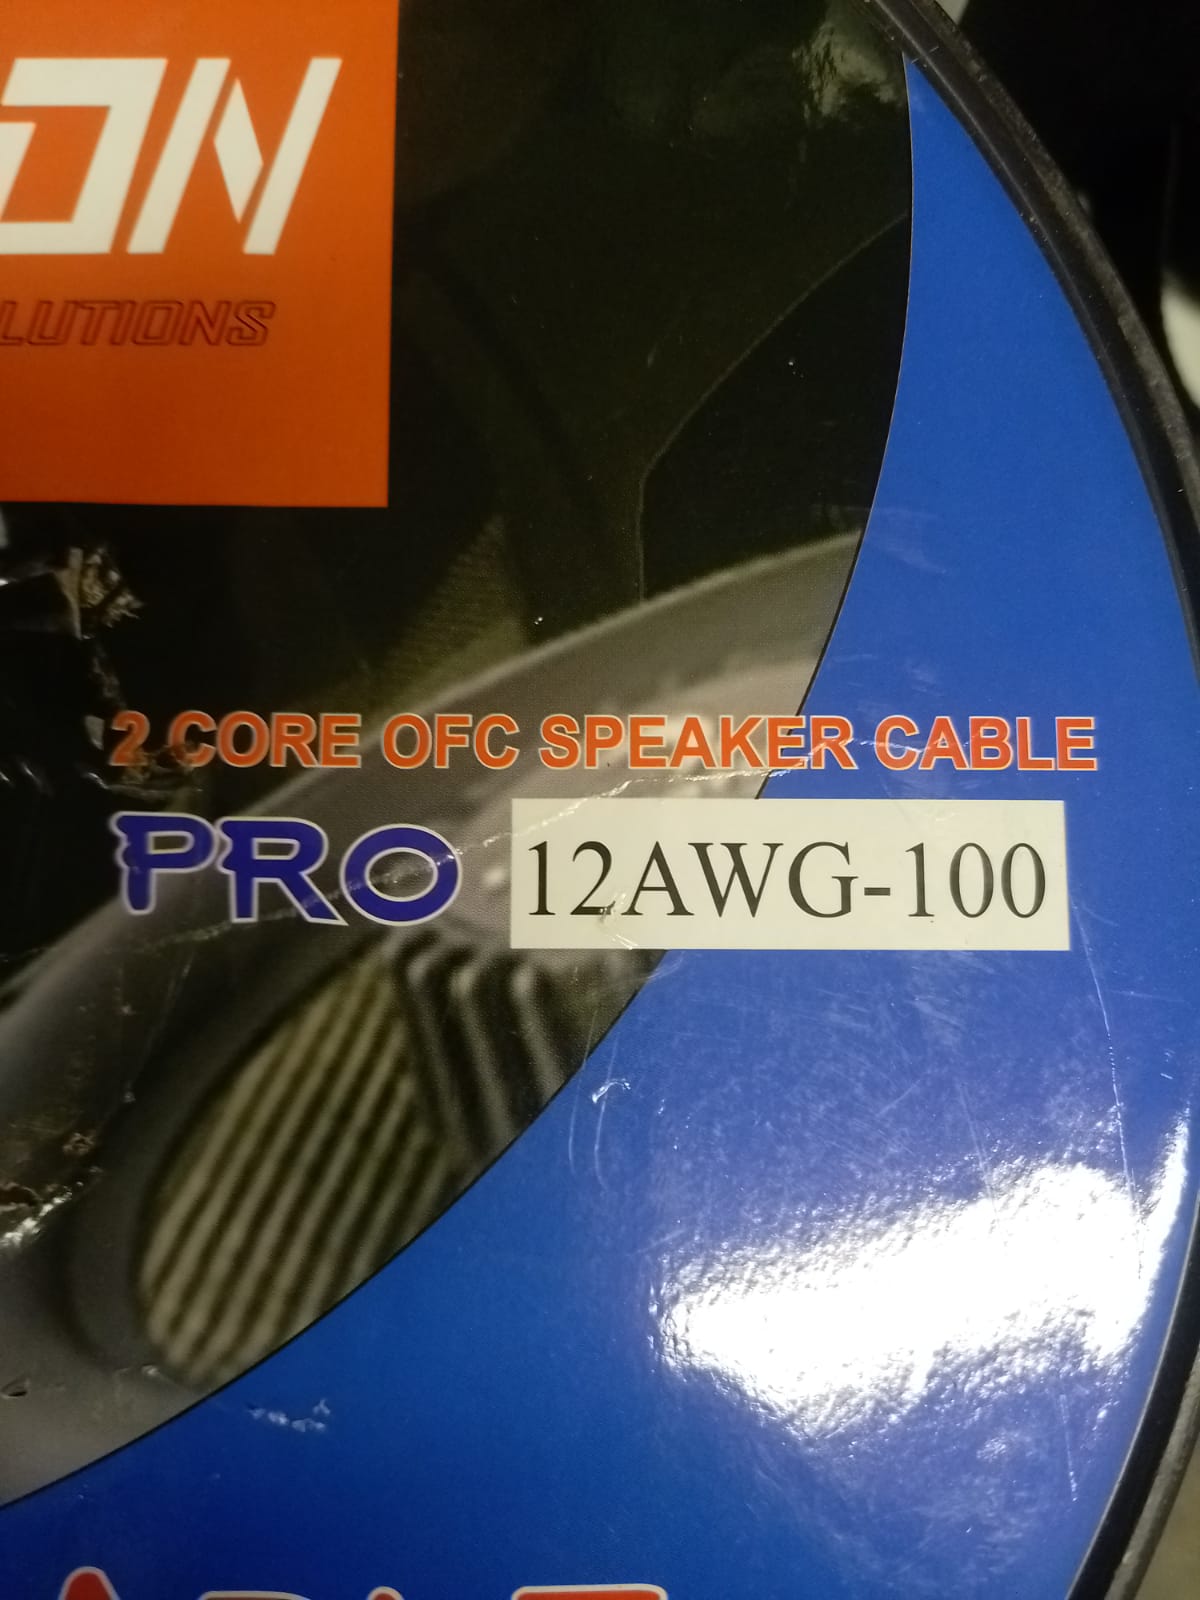 ON
LUTIONS
2 CORE OFC SPEAKER CABLE
PRO 12AWG-100